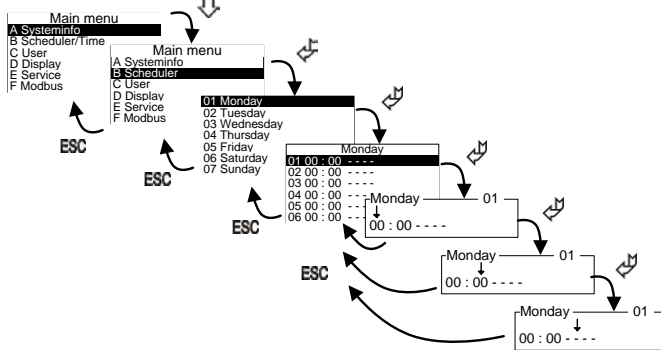 Main menu
A Systeminfo
B Scheduler/Time
C User
D Display
E Service
F Modbus
ESC
Main menu
A Systeminfo
B Scheduler
C User
D Display
E Service
F Modbus
ESC
01 Monday
02 Tuesday
03 Wednesday
04 Thursday
05 Friday
06 Saturday
07 Sunday
ESC
Monday
01 00 : 00 - - - -
02 00 : 00 - - - -
03 00 : 00 - - - -
04 00 : 00 - - -
05 00 : 00 - - -
06 00 : 00 - - -
ESC
Monday 01
00 : 00 - - - -
Monday 01
00 : 00 - - - -
Monday 01
00 : 00 - - - -